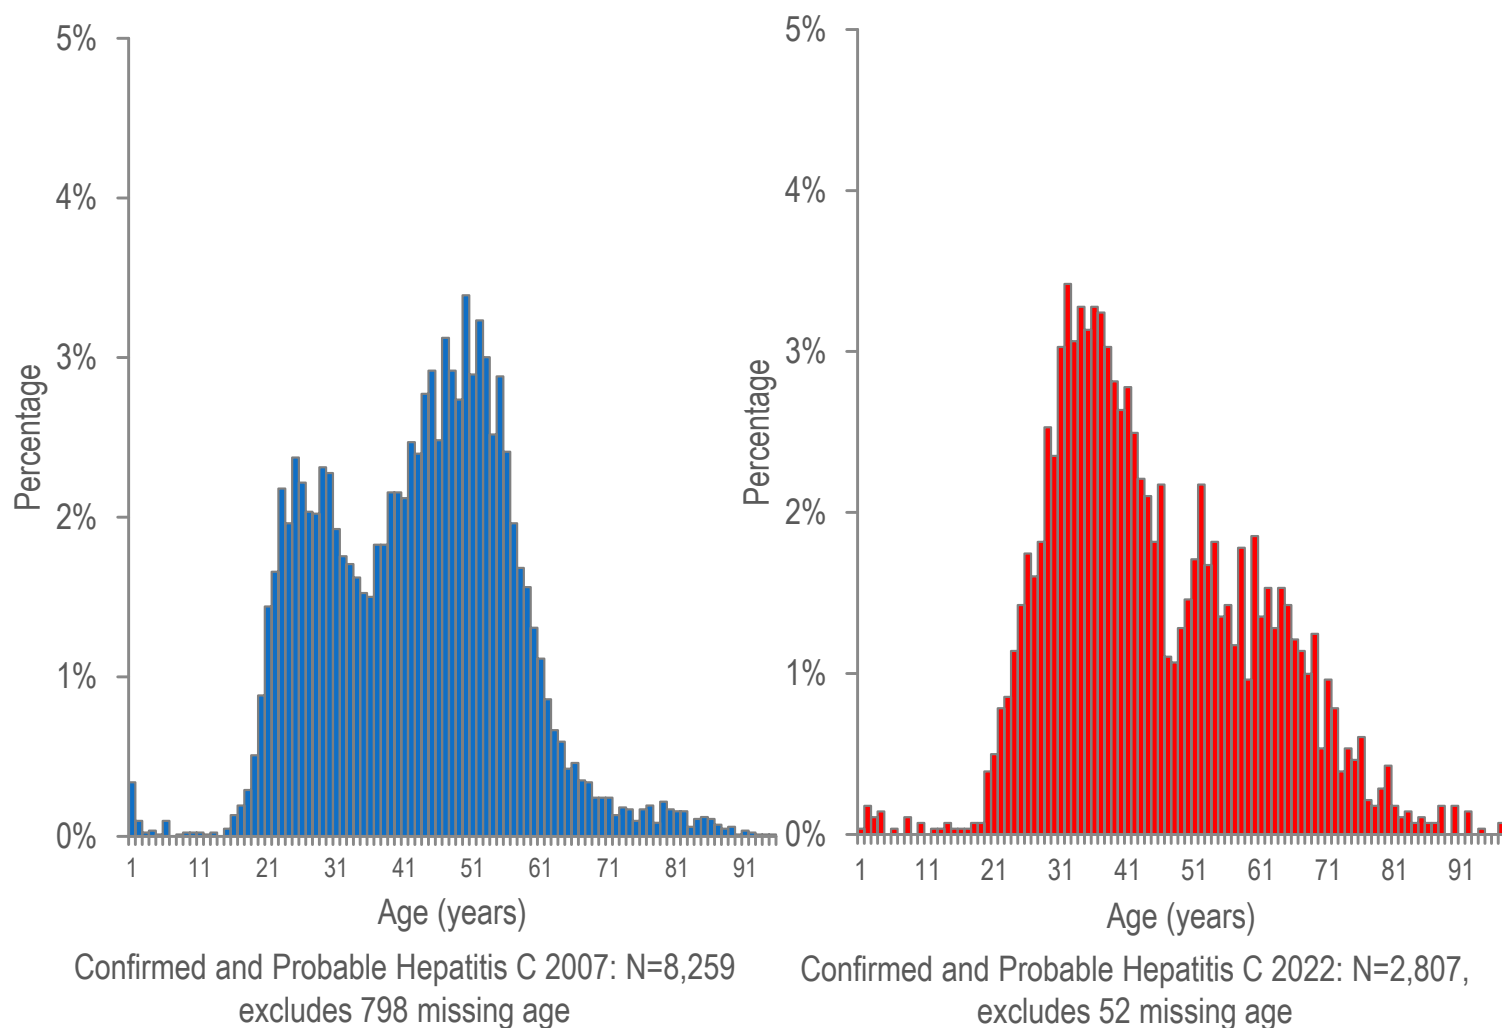 5%
4%
3%
2%
1%
0%
Percentage
1 11 21 31 41 51 61 71 81 91
Age (years)
Confirmed and Probable Hepatitis C 2007: N=8,259
excludes 798 missing age
5%
4%
3%
2%
1%
0%
Percentage
1 11 21 31 41 51 61 71 81 91
Age (years)
Confirmed and Probable Hepatitis C 2022: N=2,807,
excludes 52 missing age